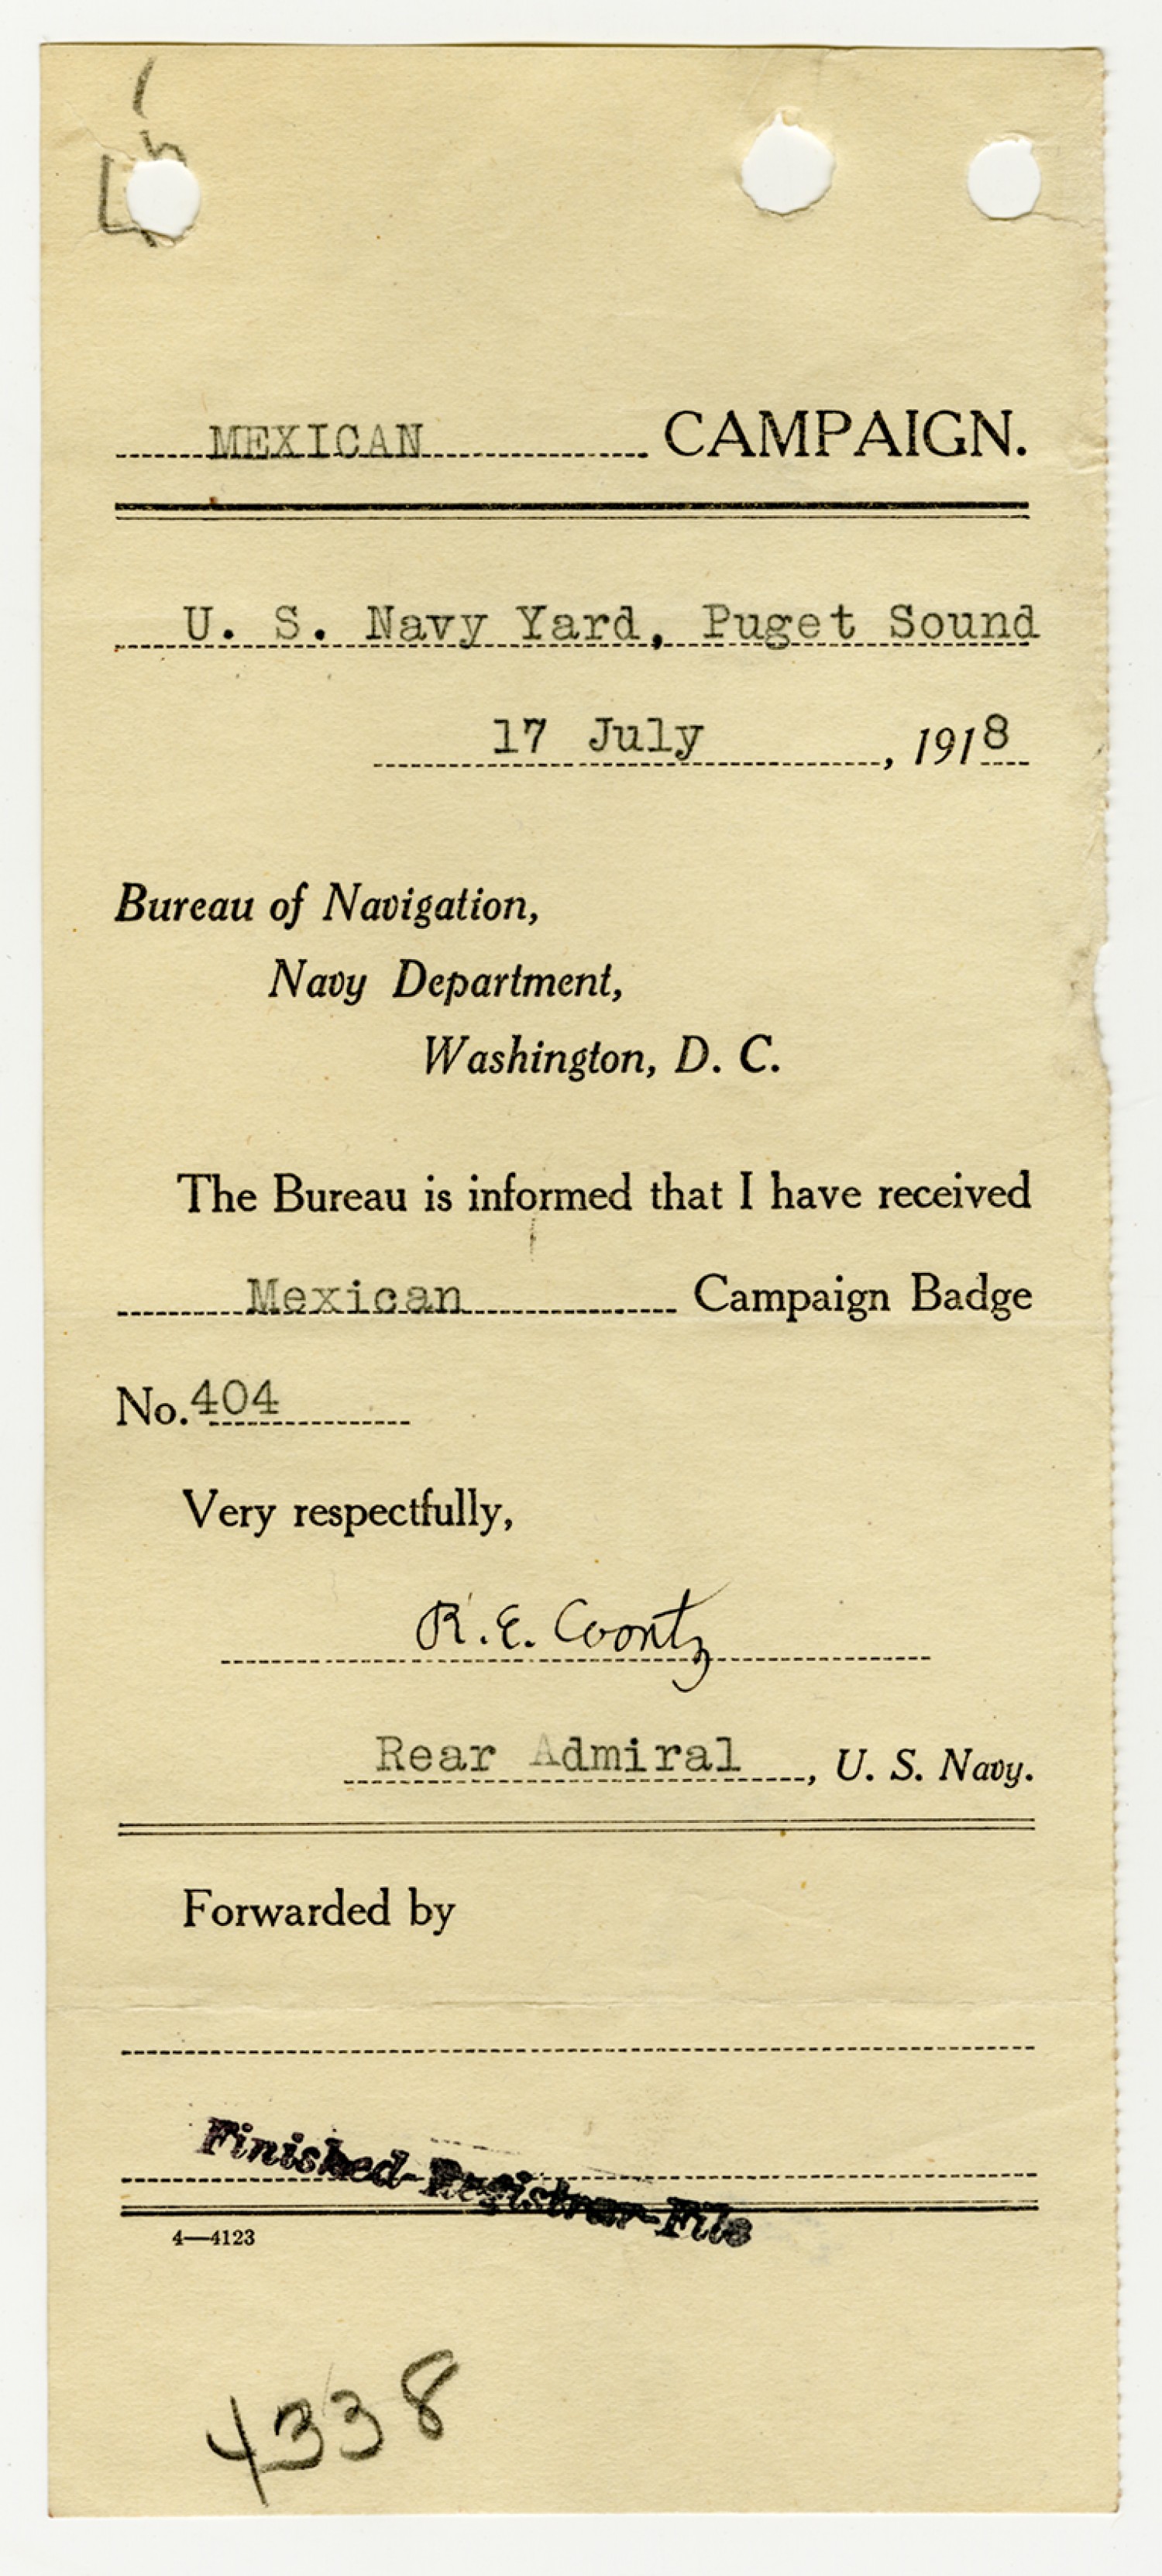 MEXICAN CAMPAIGN.
U. S. Navy Yard, Puget Sound
17 July, 1918
Bureau of Navigation,
Navy Department,
Washington, D. C.
The Bureau is informed that I have received
Mexican Campaign Badge
No. 404
Very respectfully,
R. E. Coontz
Rear Admiral, U. S. Navy.
Forwarded by
Finished-Registrar-File
4—4123
4338